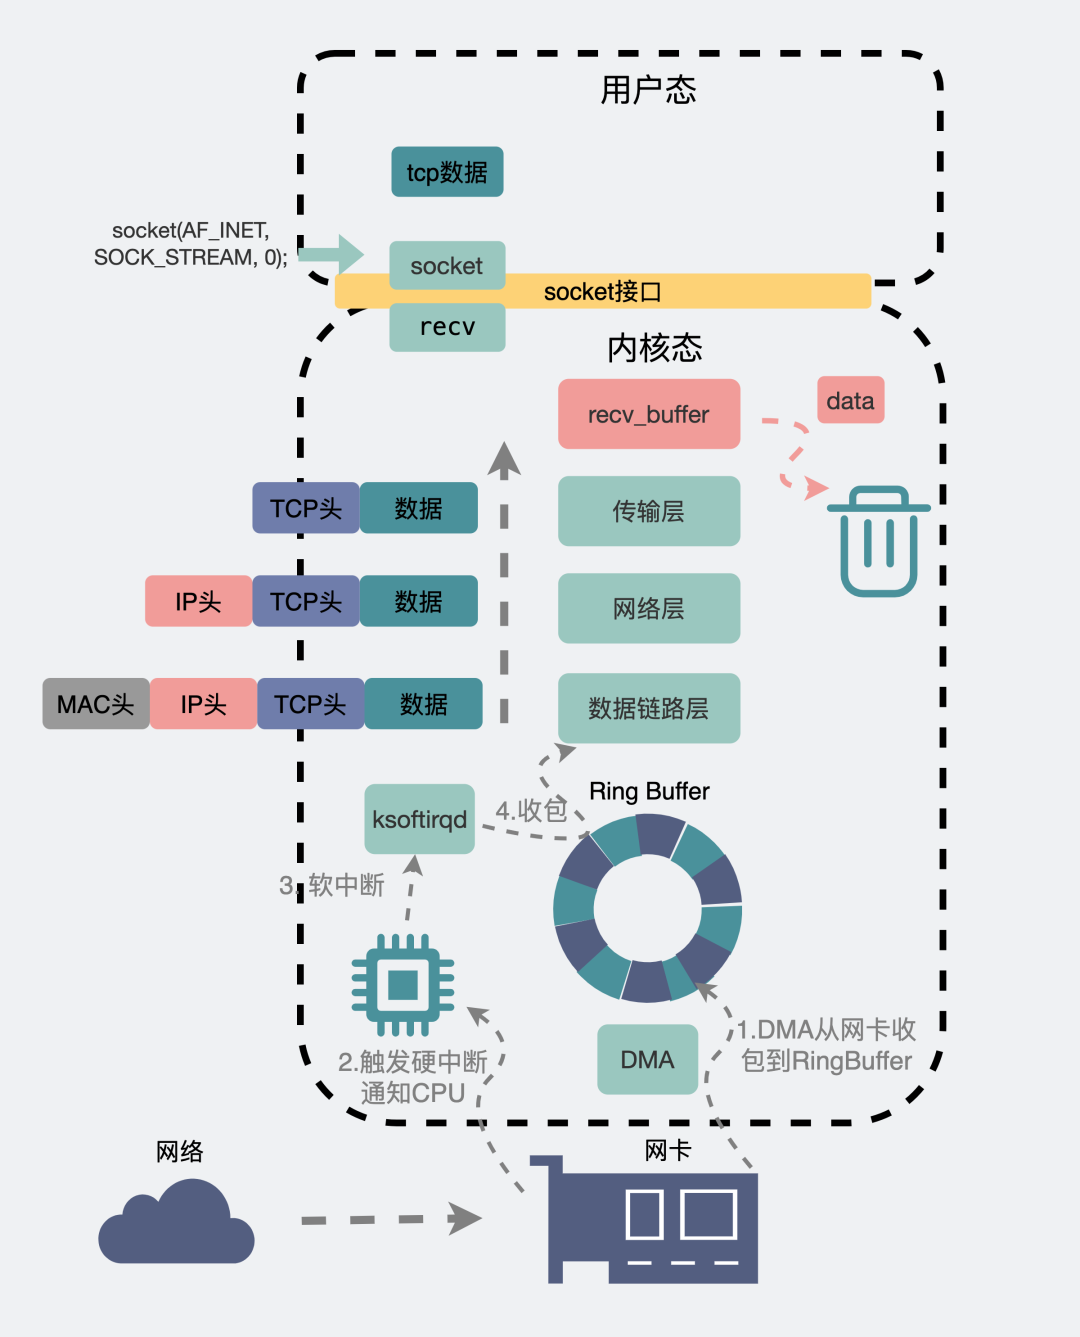 用户态
tcp数据
socket(AF_INET,
SOCK_STREAM, 0);
socket
socket接口
recv
内核态
recv_buffer
data
TCP头 数据
传输层
IP头 TCP头 数据
网络层
MAC头 IP头 TCP头 数据
数据链路层
Ring Buffer
ksoftirqd
4.收包
3. 软中断
2.触发硬中断
通知CPU
DMA
1.DMA从网卡收
包到RingBuffer
网络
网卡